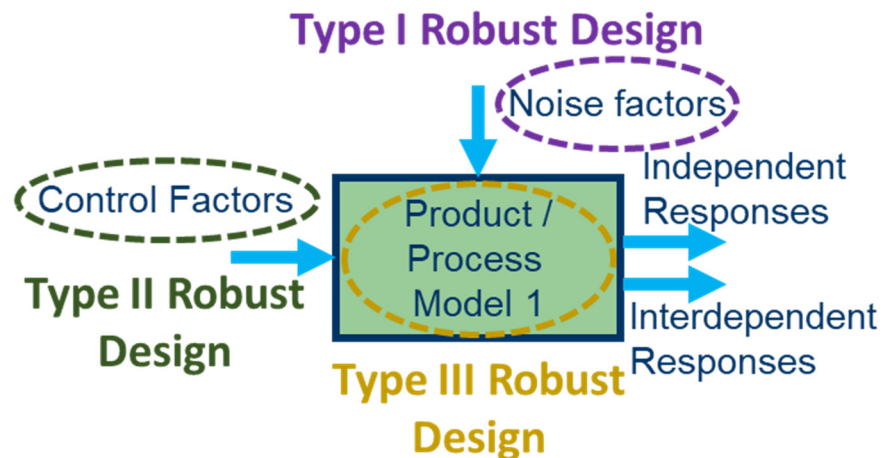 Type I Robust Design
Noise factors
Control Factors
Type II Robust
Design
Product /
Process
Model 1
Type III Robust
Design
Independent
Responses
Interdependent
Responses